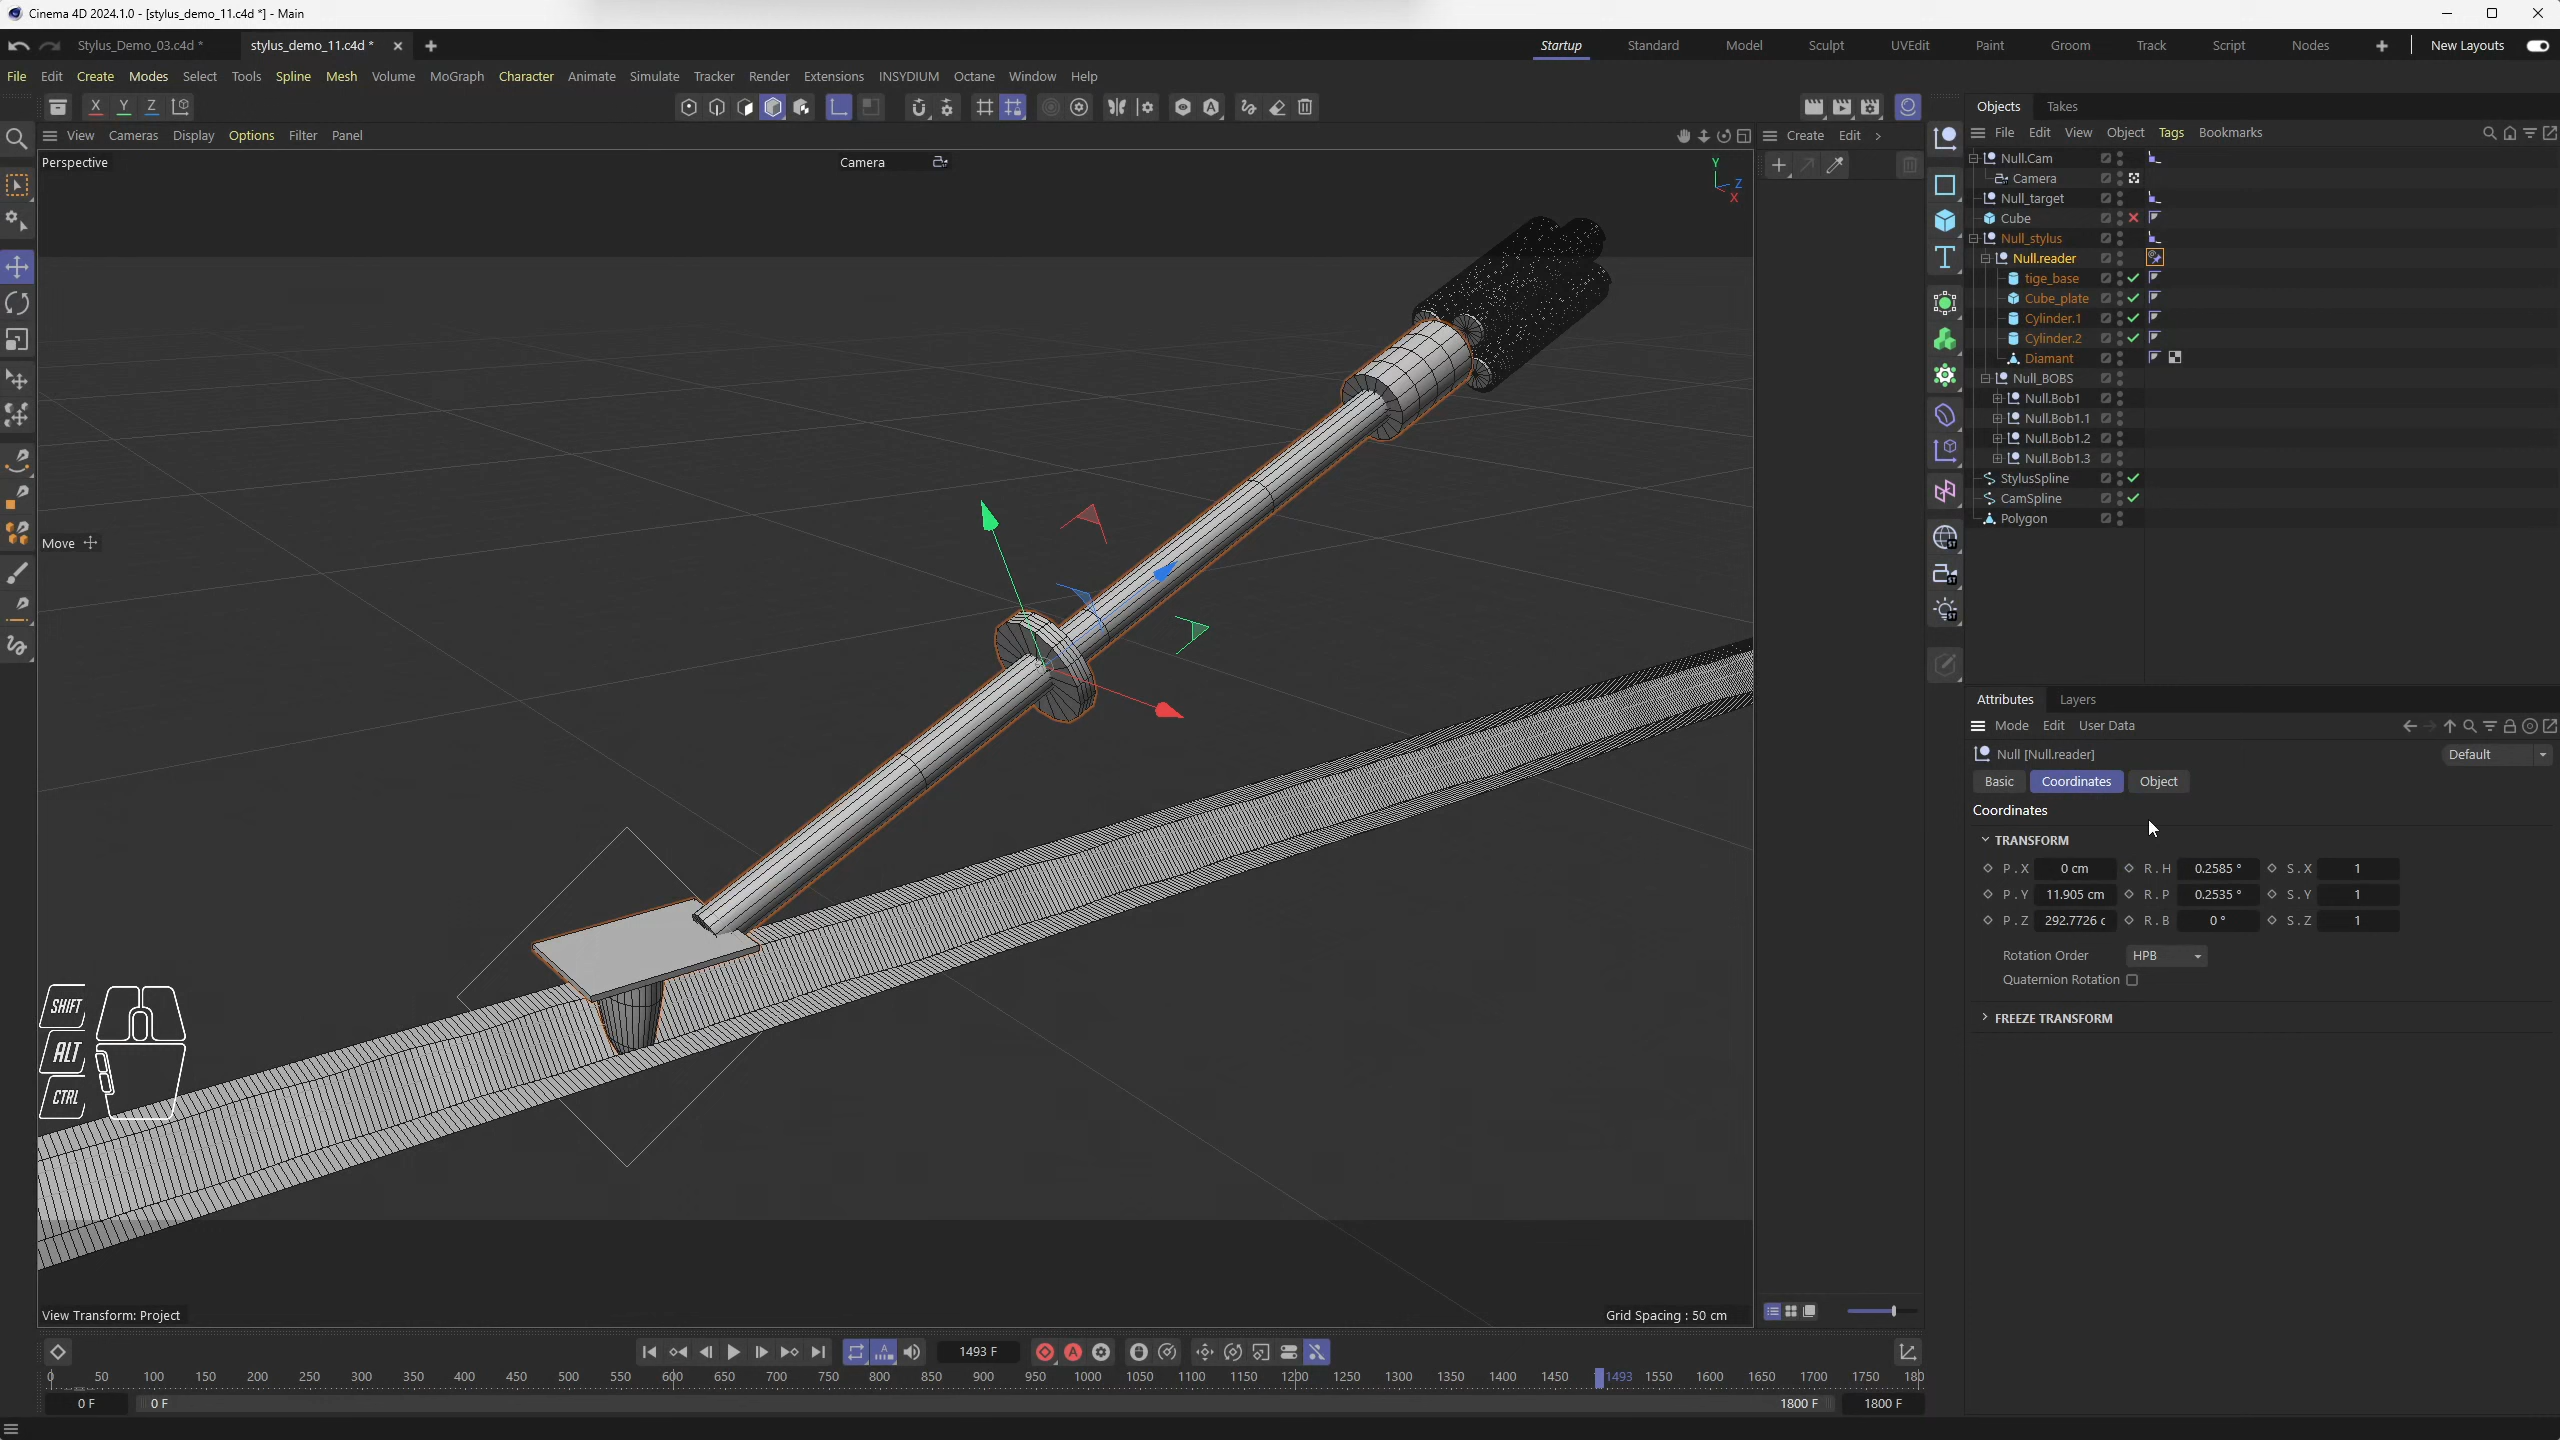 Cinema 4D 2024.1.0 - [stylus_demo_11.c4d *] - Main
Stylus_Demo_03.c4d *
stylus_demo_11.c4d *
Startup Standard Model Sculpt UVEdit Paint Groom Track Script Nodes New Layouts
File Edit Create Modes Select Tools Spline Mesh Volume MoGraph Character Animate Simulate Tracker Render Extensions INSYDIUM Octane Window Help
X Y Z
View Cameras Display Options Filter Panel
Create Edit
Perspective
Camera
Y
Z
X
Move
SHIFT
ALT
CTRL
View Transform: Project
Grid Spacing : 50 cm
Objects Takes
File Edit View Object Tags Bookmarks
Null.Cam
Camera
Null_target
Cube
Null_stylus
Null.reader
tige_base
Cube_plate
Cylinder.1
Cylinder.2
Diamant
Null_BOBS
Null.Bob1
Null.Bob1.1
Null.Bob1.2
Null.Bob1.3
StylusSpline
CamSpline
Polygon
ST
ST
ST
Attributes Layers
Mode Edit User Data
Null [Null.reader]
Default
Basic Coordinates Object
Coordinates
TRANSFORM
P . X 0 cm R . H 0.2585 ° S . X 1
P . Y 11.905 cm R . P 0.2535 ° S . Y 1
P . Z 292.7726 c R . B 0 ° S . Z 1
Rotation Order HPB
Quaternion Rotation
FREEZE TRANSFORM
1493 F
0 50 100 150 200 250 300 350 400 450 500 550 600 650 700 750 800 850 900 950 1000 1050 1100 1150 1200 1250 1300 1350 1400 1450 1493 1550 1600 1650 1700 1750 180
0 F 0 F 1800 F 1800 F